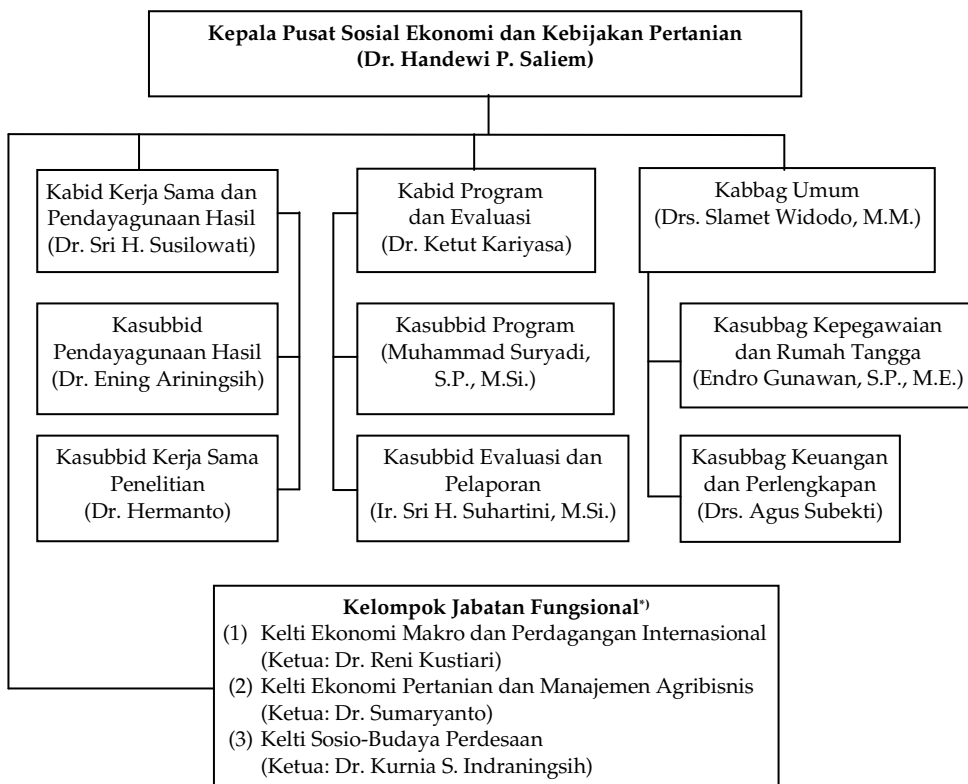 Kepala Pusat Sosial Ekonomi dan Kebijakan Pertanian
(Dr. Handewi P. Saliem)
Kabid Kerja Sama dan
Pendayagunaan Hasil
(Dr. Sri H. Susilowati)
Kabid Program
dan Evaluasi
(Dr. Ketut Kariyasa)
Kabbag Umum
(Drs. Slamet Widodo, M.M.)
Kasubbid
Pendayagunaan Hasil
(Dr. Ening Ariningsih)
Kasubbid Program
(Muhammad Suryadi,
S.P., M.Si.)
Kasubbag Kepegawaian
dan Rumah Tangga
(Endro Gunawan, S.P., M.E.)
Kasubbid Kerja Sama
Penelitian
(Dr. Hermanto)
Kasubbid Evaluasi dan
Pelaporan
(Ir. Sri H. Suhartini, M.Si.)
Kasubbag Keuangan
dan Perlengkapan
(Drs. Agus Subekti)
Kelompok Jabatan Fungsional*)
(1) Kelti Ekonomi Makro dan Perdagangan Internasional
(Ketua: Dr. Reni Kustiari)
(2) Kelti Ekonomi Pertanian dan Manajemen Agribisnis
(Ketua: Dr. Sumaryanto)
(3) Kelti Sosio-Budaya Perdesaan
(Ketua: Dr. Kurnia S. Indraningsih)